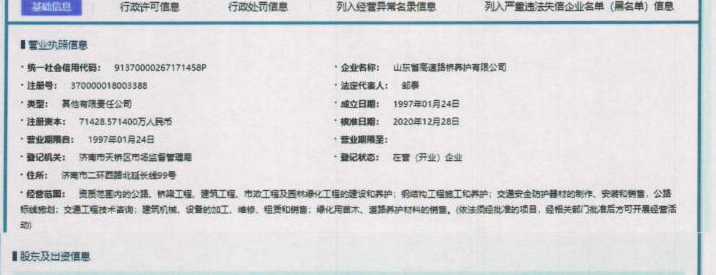 基础信息 行政许可信息 行政处罚信息 列入经营异常名录信息 列入严重违法失信企业名单（黑名单）信息
营业执照信息
· 统一社会信用代码： 91370000267171458P · 企业名称： 山东省高速路桥养护有限公司
· 注册号： 370000018003388 · 法定代表人： 邹泰
· 类型： 其他有限责任公司 · 成立日期： 1997年01月24日
· 注册资本： 71428.571400万人民币 · 核准日期： 2020年12月28日
· 营业期限自： 1997年01月24日 · 营业期限至：
· 登记机关： 济南市天桥区市场监督管理局 · 登记状态： 在营（开业）企业
· 住所： 济南市二环西路北延长线99号
· 经营范围： 资质范围内的公路、桥梁工程、建筑工程、市政工程及园林绿化工程的建设和养护；钢结构工程施工和养护；交通安全防护器材的制作、安装和销售，公路
标线施划；交通工程技术咨询；建筑机械、设备的加工、维修、租赁和销售；绿化用苗木、道路养护材料的销售。(依法须经批准的项目，经相关部门批准后方可开展经营活
动)
股东及出资信息